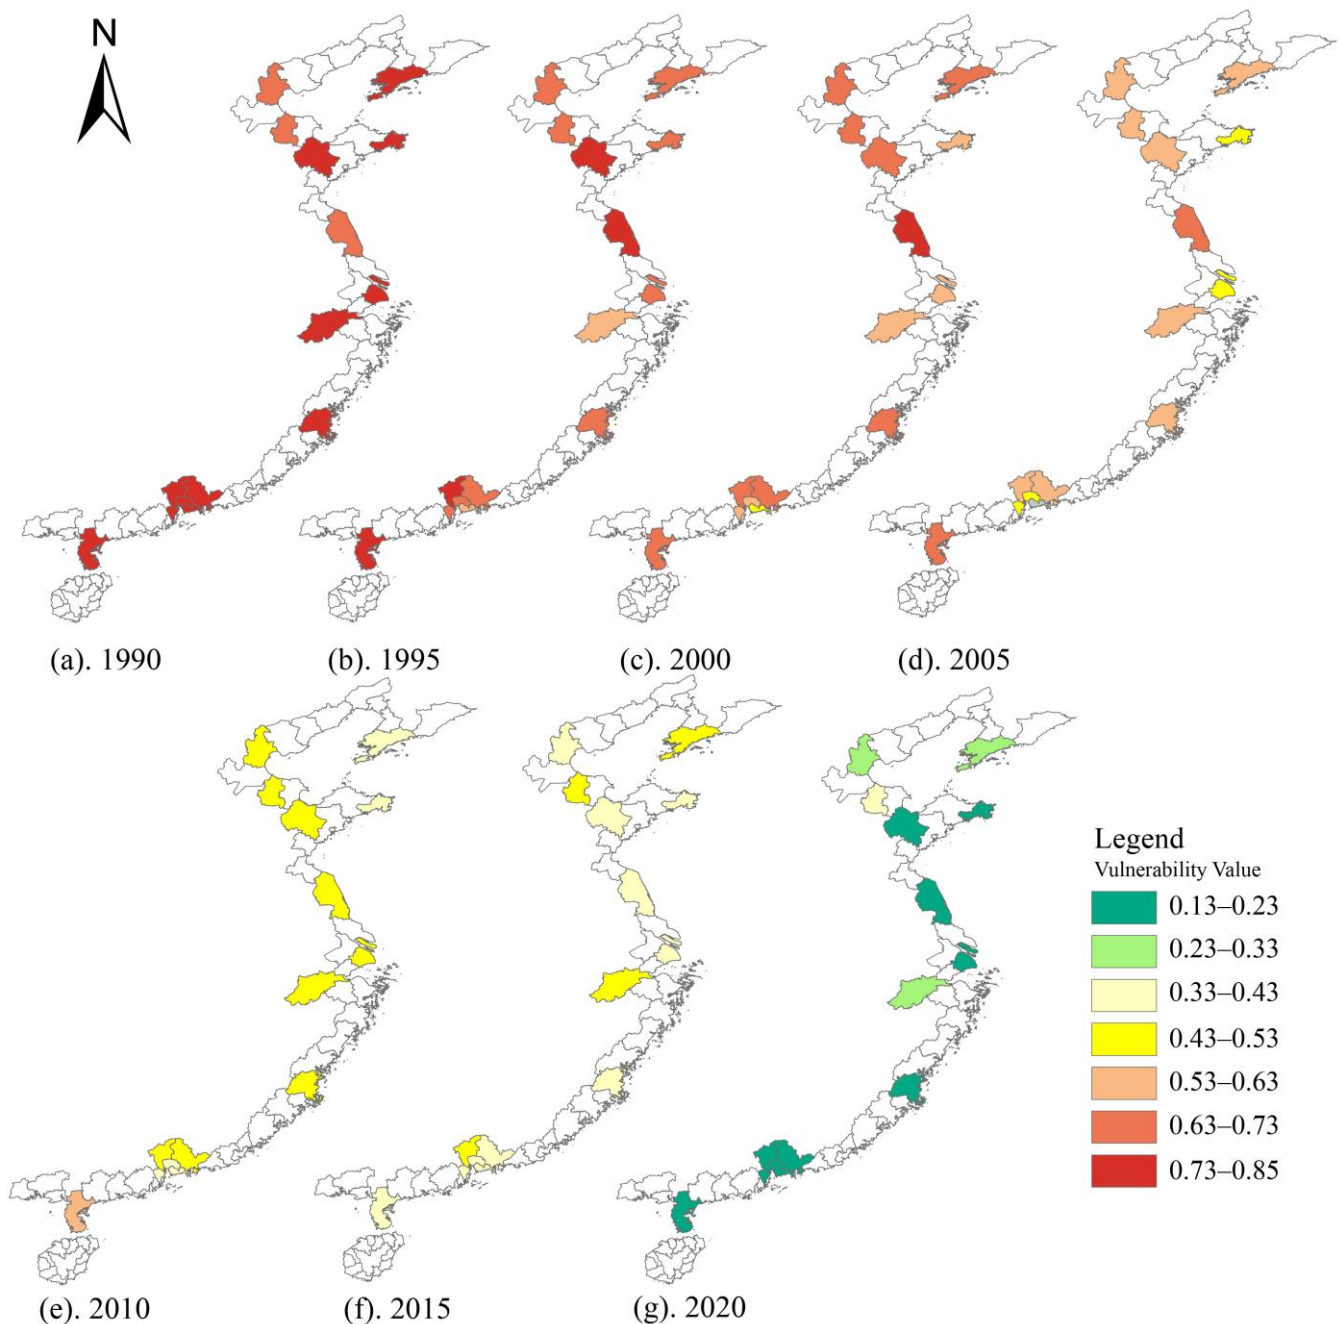 N
(a). 1990
(b). 1995
(c). 2000
(d). 2005
Legend
Vulnerability Value
0.13–0.23
0.23–0.33
0.33–0.43
0.43–0.53
0.53–0.63
0.63–0.73
0.73–0.85
(e). 2010
(f). 2015
(g). 2020